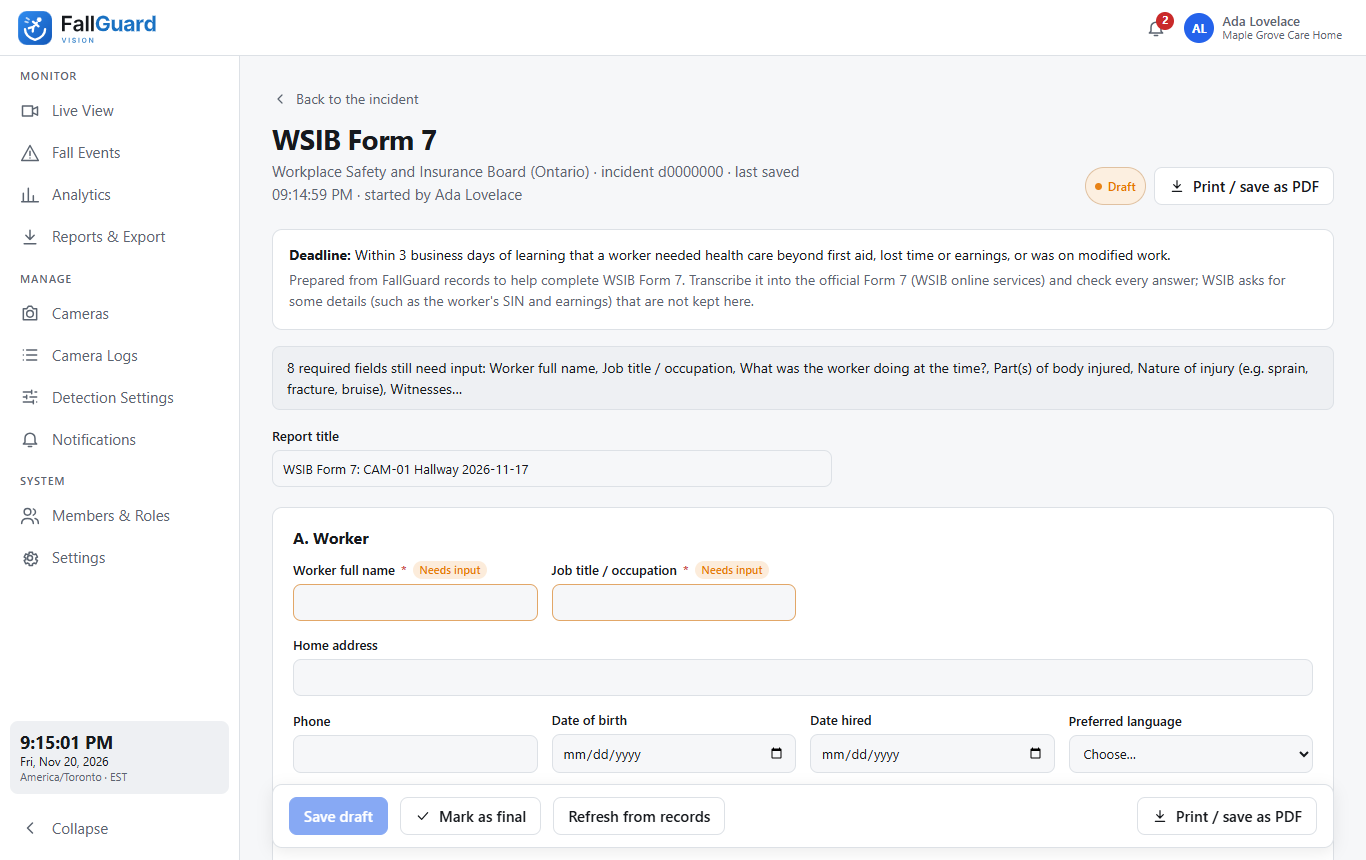 FallGuard
VISION
2
AL
Ada Lovelace
Maple Grove Care Home
MONITOR
Live View
Fall Events
Analytics
Reports & Export
MANAGE
Cameras
Camera Logs
Detection Settings
Notifications
SYSTEM
Members & Roles
Settings
9:15:01 PM
Fri, Nov 20, 2026
America/Toronto · EST
Collapse
Back to the incident
WSIB Form 7
Workplace Safety and Insurance Board (Ontario) · incident d0000000 · last saved
09:14:59 PM · started by Ada Lovelace
Draft
Print / save as PDF
Deadline: Within 3 business days of learning that a worker needed health care beyond first aid, lost time or earnings, or was on modified work.
Prepared from FallGuard records to help complete WSIB Form 7. Transcribe it into the official Form 7 (WSIB online services) and check every answer; WSIB asks for
some details (such as the worker's SIN and earnings) that are not kept here.
8 required fields still need input: Worker full name, Job title / occupation, What was the worker doing at the time?, Part(s) of body injured, Nature of injury (e.g. sprain,
fracture, bruise), Witnesses...
Report title
WSIB Form 7: CAM-01 Hallway 2026-11-17
A. Worker
Worker full name * Needs input
Job title / occupation * Needs input
Home address
Phone
Date of birth
Date hired
Preferred language
mm/dd/yyyy
mm/dd/yyyy
Choose...
Save draft
Mark as final
Refresh from records
Print / save as PDF